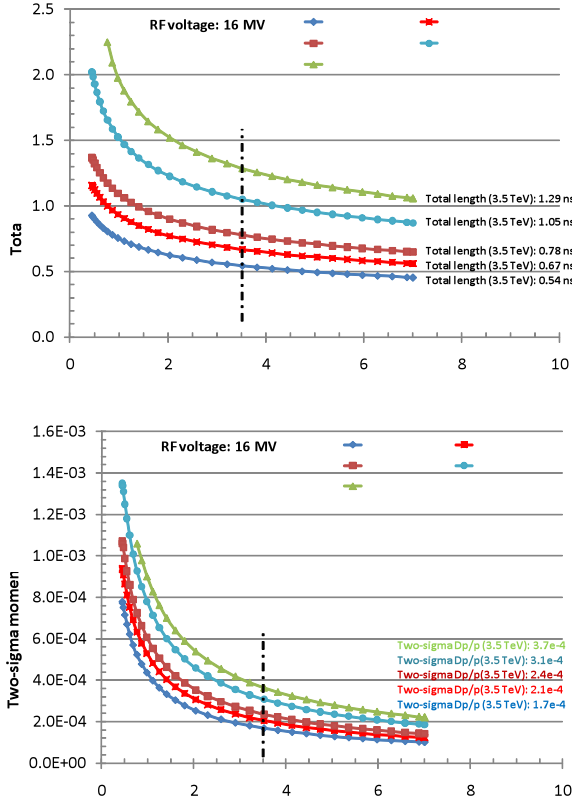 2.5
RF voltage: 16 MV
2.0
1.5
1.0
0.5
0.0
Tota
Total length (3.5 TeV): 1.29 ns
Total length (3.5 TeV): 1.05 ns
Total length (3.5 TeV): 0.78 ns
Total length (3.5 TeV): 0.67 ns
Total length (3.5 TeV): 0.54 ns
0 2 4 6 8 10
1.6E-03
RF voltage: 16 MV
1.4E-03
1.2E-03
1.0E-03
8.0E-04
6.0E-04
4.0E-04
2.0E-04
0.0E+00
Two-sigma momen
Two-sigma Dp/p (3.5 TeV): 3.7e-4
Two-sigma Dp/p(3.5 TeV): 3.1e-4
Two-sigma Dp/p(3.5 TeV): 2.4e-4
Two-sigma Dp/p(3.5 TeV): 2.1e-4
Two-sigma Dp/p (3.5 TeV): 1.7e-4
0 2 4 6 8 10